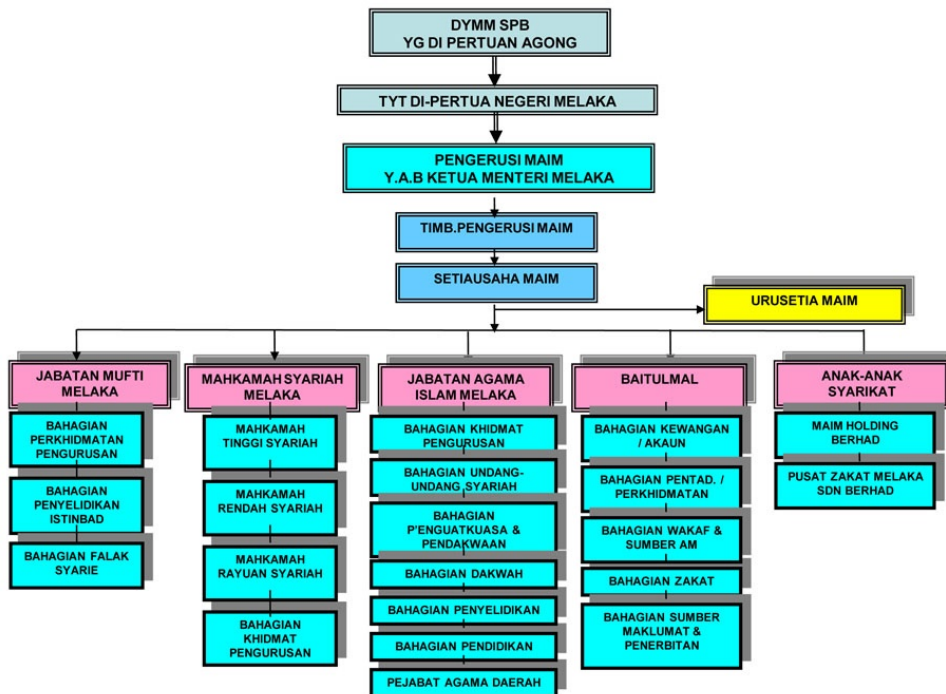 DYMM SPB
YG DI PERTUAN AGONG
TYT DI-PERTUA NEGERI MELAKA
PENGERUSI MAIM
Y.A.B KETUA MENTERI MELAKA
TIMB.PENGERUSI MAIM
SETIAUSAHA MAIM
URUSETIA MAIM
JABATAN MUFTI
MELAKA
BAHAGIAN
PERKHIDMATAN
PENGURUSAN
BAHAGIAN
PENYELIDIKAN
ISTINBAD
BAHAGIAN FALAK
SYARIE
MAHKAMAH SYARIAH
MELAKA
MAHKAMAH
TINGGI SYARIAH
MAHKAMAH
RENDAH SYARIAH
MAHKAMAH
RAYUAN SYARIAH
BAHAGIAN
KHIDMAT
PENGURUSAN
JABATAN AGAMA
ISLAM MELAKA
BAHAGIAN KHIDMAT
PENGURUSAN
BAHAGIAN UNDANG-
UNDANG SYARIAH
BAHAGIAN
P'ENGUATKUASA &
PENDAKWAAN
BAHAGIAN DAKWAH
BAHAGIAN PENYELIDIKAN
BAHAGIAN PENDIDIKAN
PEJABAT AGAMA DAERAH
BAITULMAL
BAHAGIAN KEWANGAN
/ AKAUN
BAHAGIAN PENTAD. /
PERKHIDMATAN
BAHAGIAN WAKAF &
SUMBER AM
BAHAGIAN ZAKAT
BAHAGIAN SUMBER
MAKLUMAT &
PENERBITAN
ANAK-ANAK
SYARIKAT
MAIM HOLDING
BERHAD
PUSAT ZAKAT MELAKA
SDN BERHAD